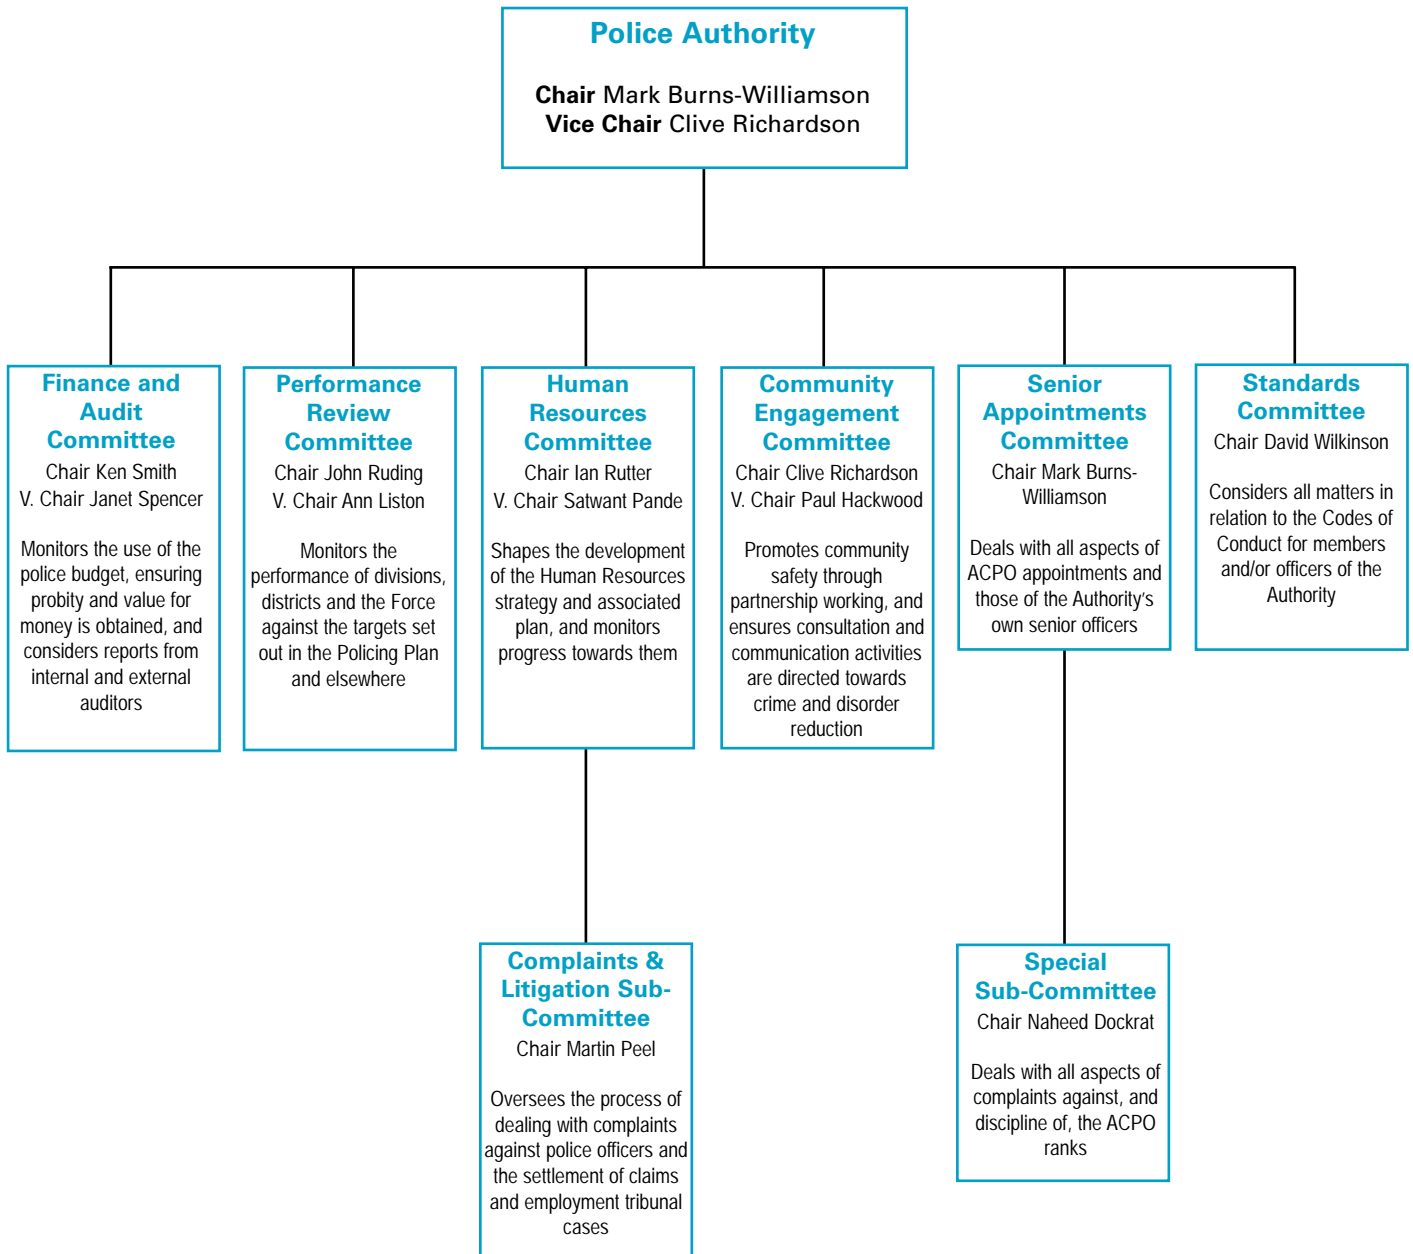 Police Authority
Chair Mark Burns-Williamson
Vice Chair Clive Richardson
Finance and
Audit
Committee
Chair Ken Smith
V. Chair Janet Spencer
Monitors the use of the
police budget, ensuring
probity and value for
money is obtained, and
considers reports from
internal and external
auditors
Performance
Review
Committee
Chair John Ruding
V. Chair Ann Liston
Monitors the
performance of divisions,
districts and the Force
against the targets set
out in the Policing Plan
and elsewhere
Human
Resources
Committee
Chair Ian Rutter
V. Chair Satwant Pande
Shapes the development
of the Human Resources
strategy and associated
plan, and monitors
progress towards them
Community
Engagement
Committee
Chair Clive Richardson
V. Chair Paul Hackwood
Promotes community
safety through
partnership working, and
ensures consultation and
communication activities
are directed towards
crime and disorder
reduction
Senior
Appointments
Committee
Chair Mark Burns-
Williamson
Deals with all aspects of
ACPO appointments and
those of the Authority's
own senior officers
Standards
Committee
Chair David Wilkinson
Considers all matters in
relation to the Codes of
Conduct for members
and/or officers of the
Authority
Complaints &
Litigation Sub-
Committee
Chair Martin Peel
Oversees the process of
dealing with complaints
against police officers and
the settlement of claims
and employment tribunal
cases
Special
Sub-Committee
Chair Naheed Dockrat
Deals with all aspects of
complaints against, and
discipline of, the ACPO
ranks